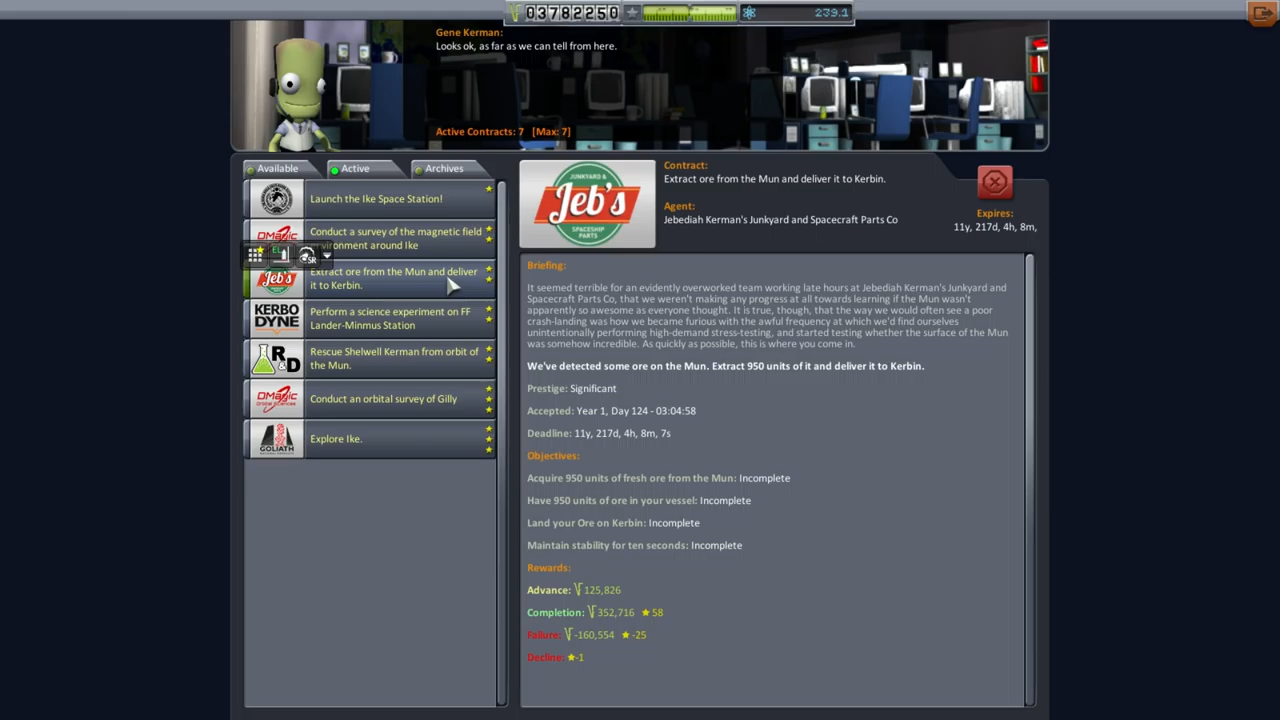 03782250
239.1
Gene Kerman:
Looks ok, as far as we can tell from here.
Active Contracts: 7 [Max: 7]
Available
Active
Archives
Launch the Ike Space Station!
DMagic
Conduct a survey of the magnetic field
environment around Ike
Jeb's
Extract ore from the Mun and deliver
it to Kerbin.
KERBO
DYNE
Perform a science experiment on FF
Lander-Minmus Station
R&D
Rescue Shelwell Kerman from orbit of
the Mun.
DMagic
Orbital Sciences
Conduct an orbital survey of Gilly
GOLIATH
Explore Ike.
JUNKYARD &
Jeb's
SPACESHIP
PARTS
Contract:
Extract ore from the Mun and deliver it to Kerbin.
Agent:
Jebediah Kerman's Junkyard and Spacecraft Parts Co
Expires:
11y, 217d, 4h, 8m,
Briefing:
It seemed terrible for an evidently overworked team working late hours at Jebediah Kerman's Junkyard and
Spacecraft Parts Co, that we weren't making any progress at all towards learning if the Mun wasn't
apparently so awesome as everyone thought. It is true, though, that the way we would often see a poor
crash-landing was how we became furious with the awful frequency at which we'd find ourselves
unintentionally performing high-demand stress-testing, and started testing whether the surface of the Mun
was somehow incredible. As quickly as possible, this is where you come in.
We've detected some ore on the Mun. Extract 950 units of it and deliver it to Kerbin.
Prestige: Significant
Accepted: Year 1, Day 124 - 03:04:58
Deadline: 11y, 217d, 4h, 8m, 7s
Objectives:
Acquire 950 units of fresh ore from the Mun: Incomplete
Have 950 units of ore in your vessel: Incomplete
Land your Ore on Kerbin: Incomplete
Maintain stability for ten seconds: Incomplete
Rewards:
Advance: 125,826
Completion: 352,716 58
Failure: -160,554 -25
Decline: -1